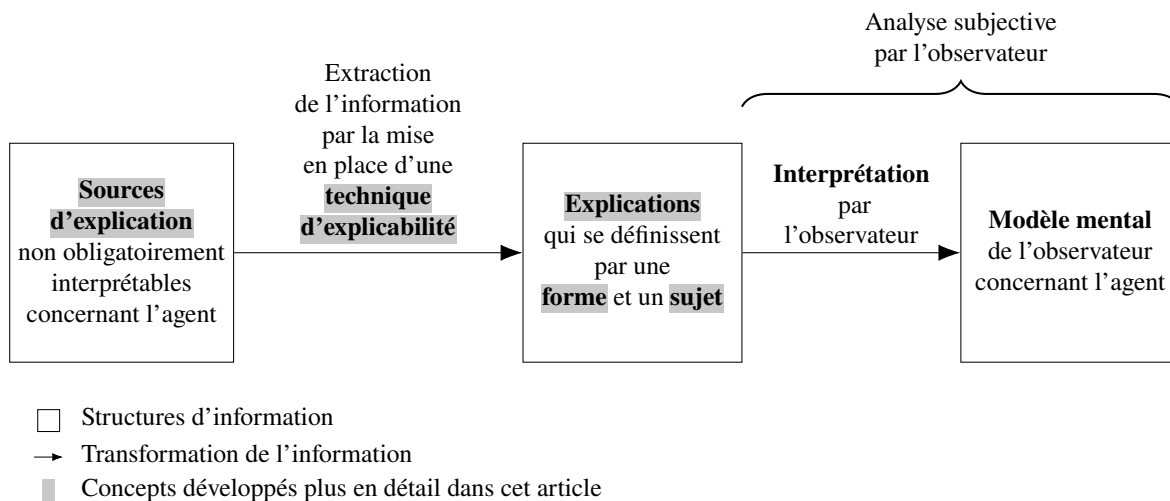 Analyse subjective
par l'observateur
Extraction
de l'information
par la mise
en place d'une
technique
d'explicabilité
Sources
d'explication
non obligatoirement
interprétables
concernant l'agent
Explications
qui se définissent
par une
forme et un sujet
Interprétation
par
l'observateur
Modèle mental
de l'observateur
concernant l'agent
Structures d'information
Transformation de l'information
Concepts développés plus en détail dans cet article